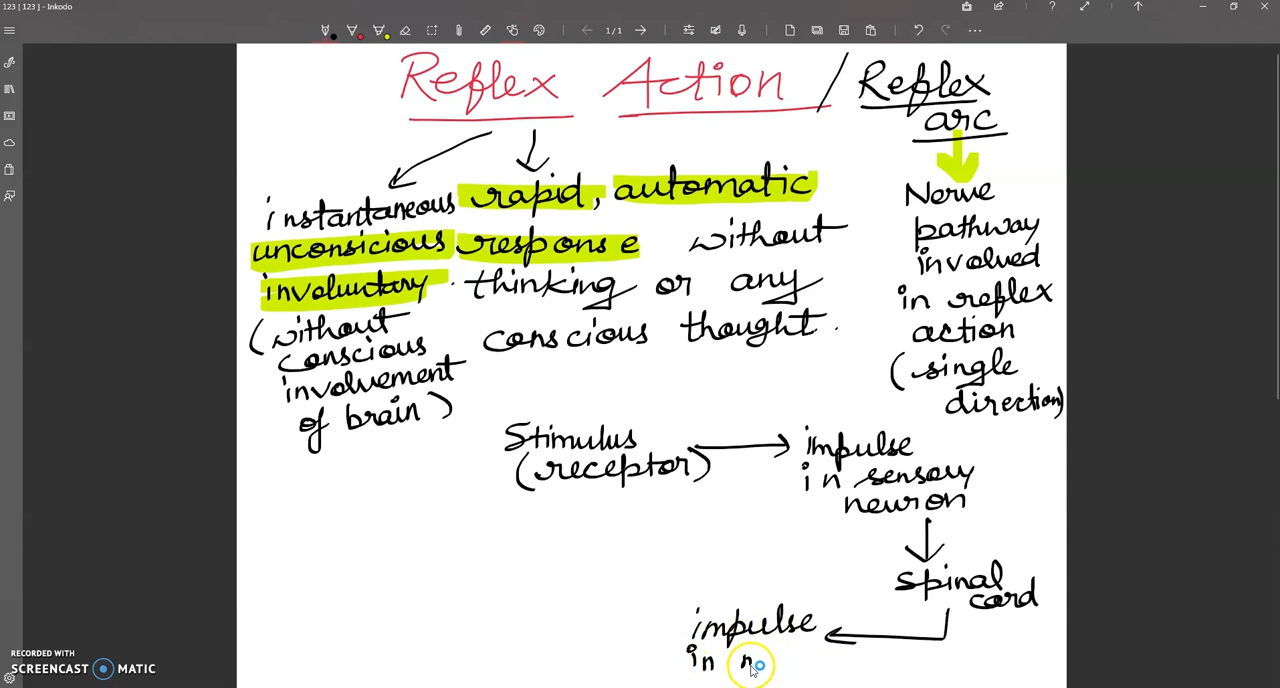 123 [ 123 ] - Inkodo
1/1
Reflex Action / Reflex
arc
instantaneous rapid, automatic
unconsicious response without
involuntary. thinking or any
(without conscious thought.
conscious
involvement
of brain)
Nerve
pathway
involved
in reflex
action
(single
direction)
Stimulus
(receptor)
impulse
in sensory
neuron
spinal
cord
impulse
in
RECORDED WITH
SCREENCAST MATIC